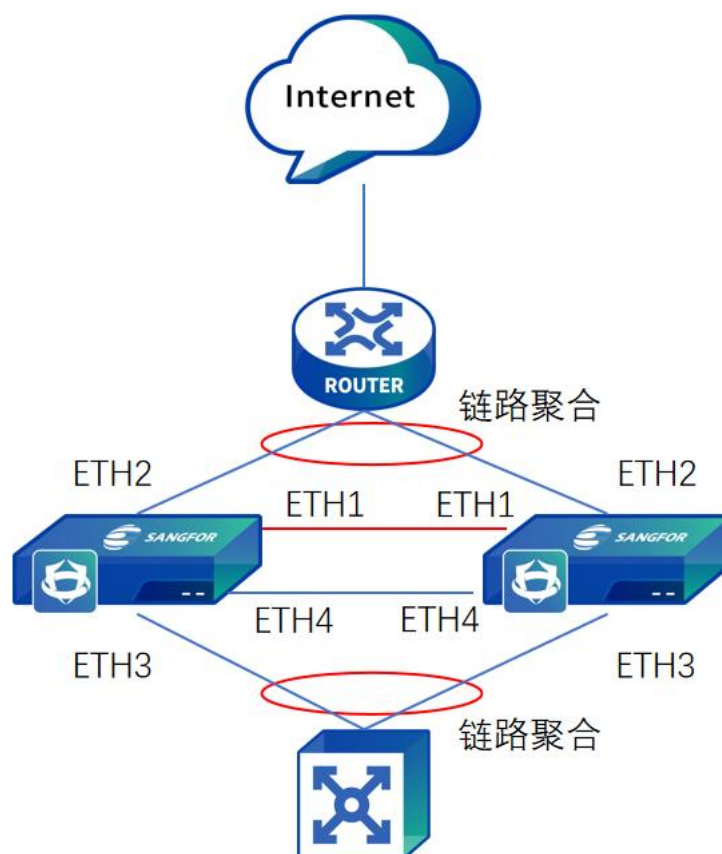 Internet
ROUTER
链路聚合
ETH2
ETH2
ETH1
ETH1
SANGFOR
SANGFOR
ETH4
ETH4
ETH3
ETH3
链路聚合